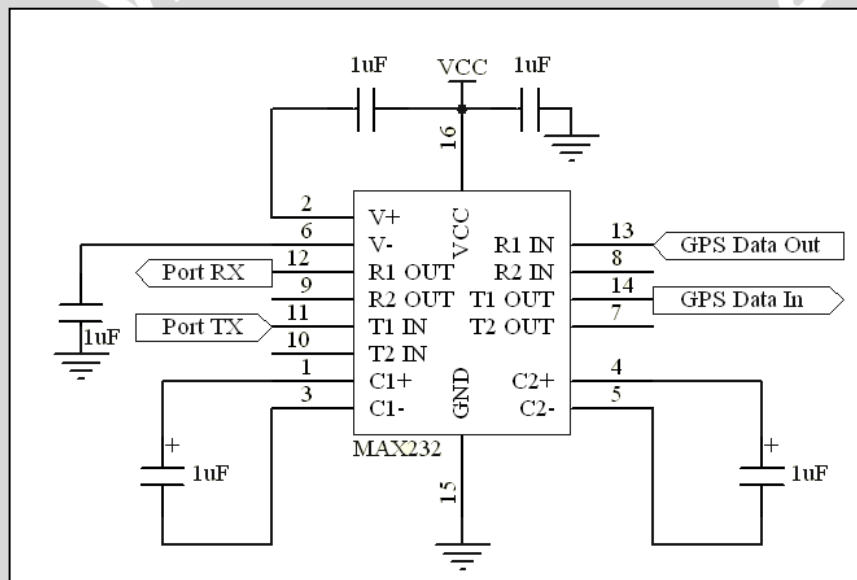 1uF
VCC
1uF
16
2
V+
6
V-
VCC
R1 IN
13
GPS Data Out
Port RX
12
R1 OUT
R2 IN
8
9
R2 OUT
T1 OUT
14
GPS Data In
Port TX
11
T1 IN
T2 OUT
7
1uF
10
T2 IN
1
C1+
GND
C2+
4
3
C1-
C2-
5
MAX232
1uF
15
1uF
+
+